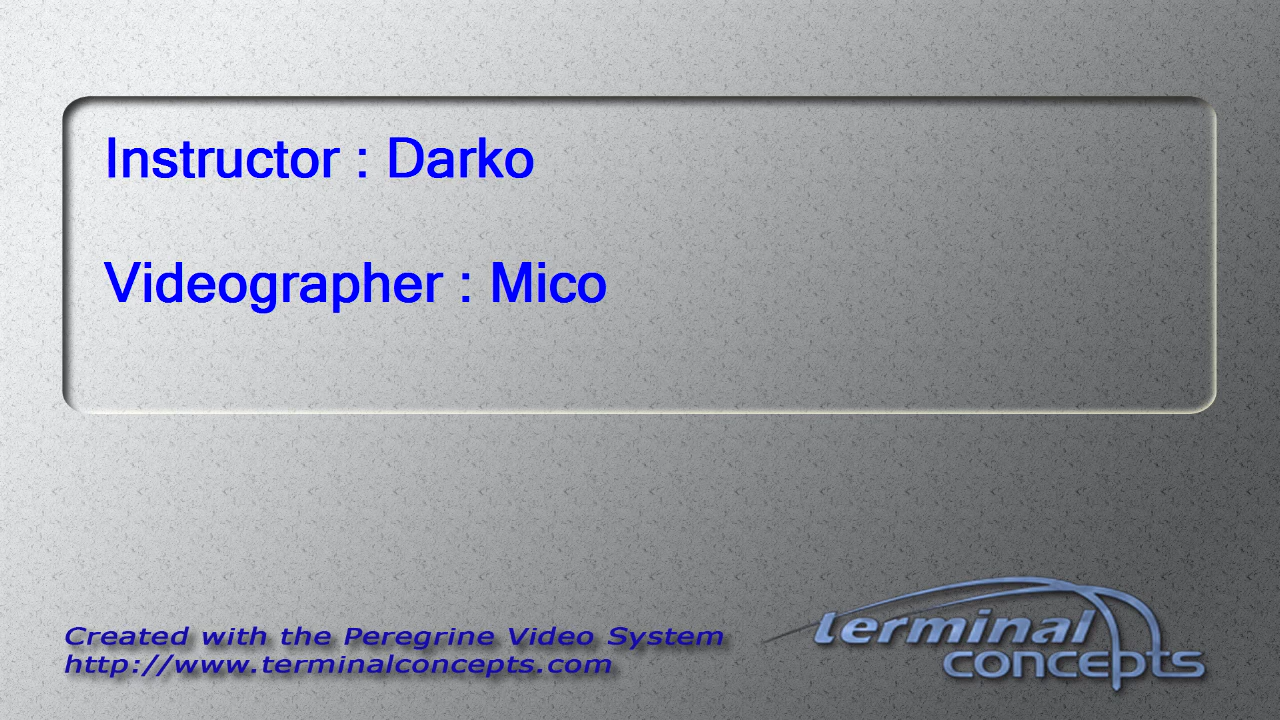 Instructor : Darko
Videographer : Mico
Created with the Peregrine Video System
http://www.terminalconcepts.com
terminal
concepts